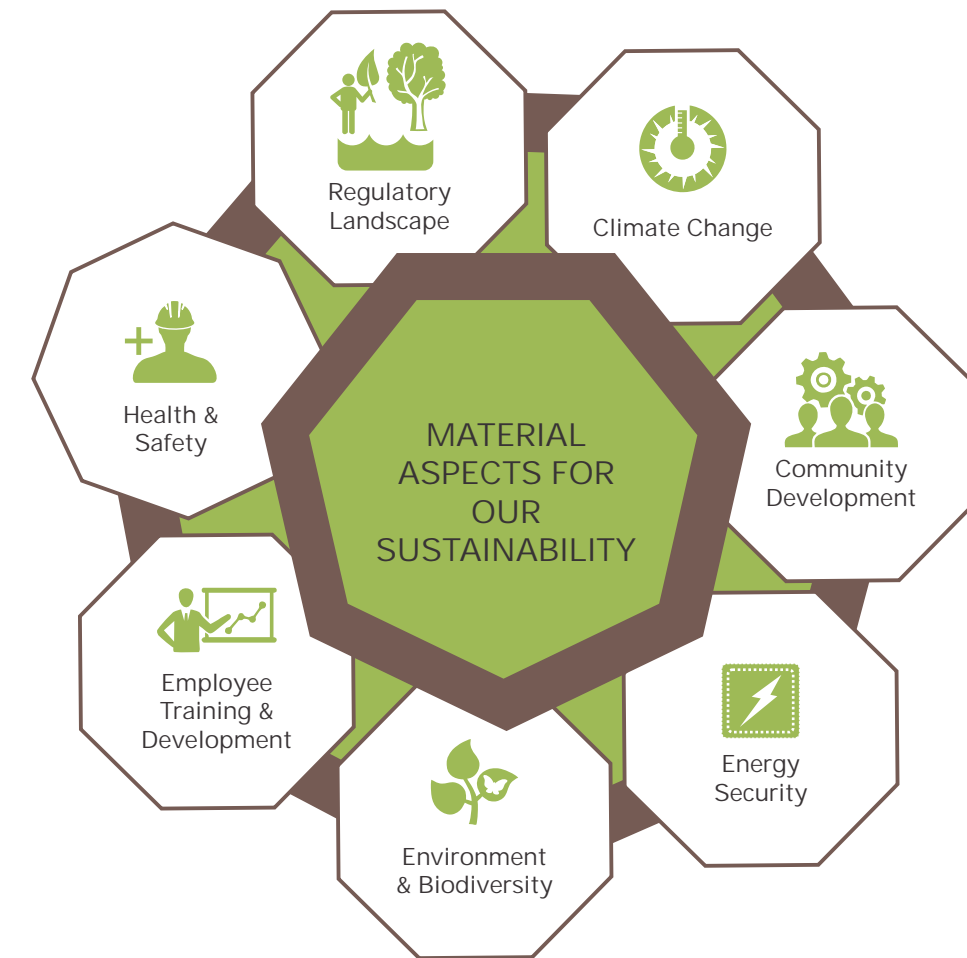 Regulatory
Landscape
Climate Change
Community
Development
Energy
Security
Environment
& Biodiversity
Employee
Training &
Development
Health &
Safety
MATERIAL
ASPECTS FOR
OUR
SUSTAINABILITY